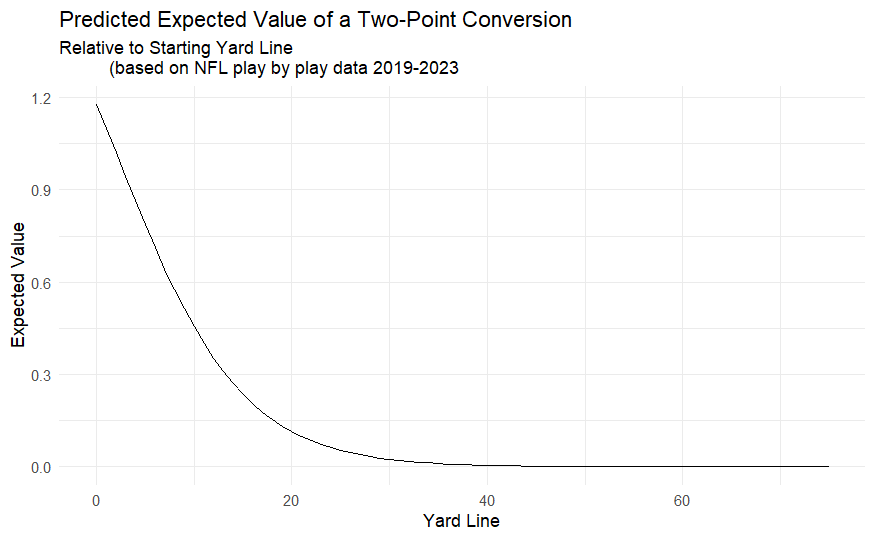 Predicted Expected Value of a Two-Point Conversion
Relative to Starting Yard Line
(based on NFL play by play data 2019-2023
1.2
0.9
0.6
0.3
0.0
Expected Value
0 20 40 60
Yard Line